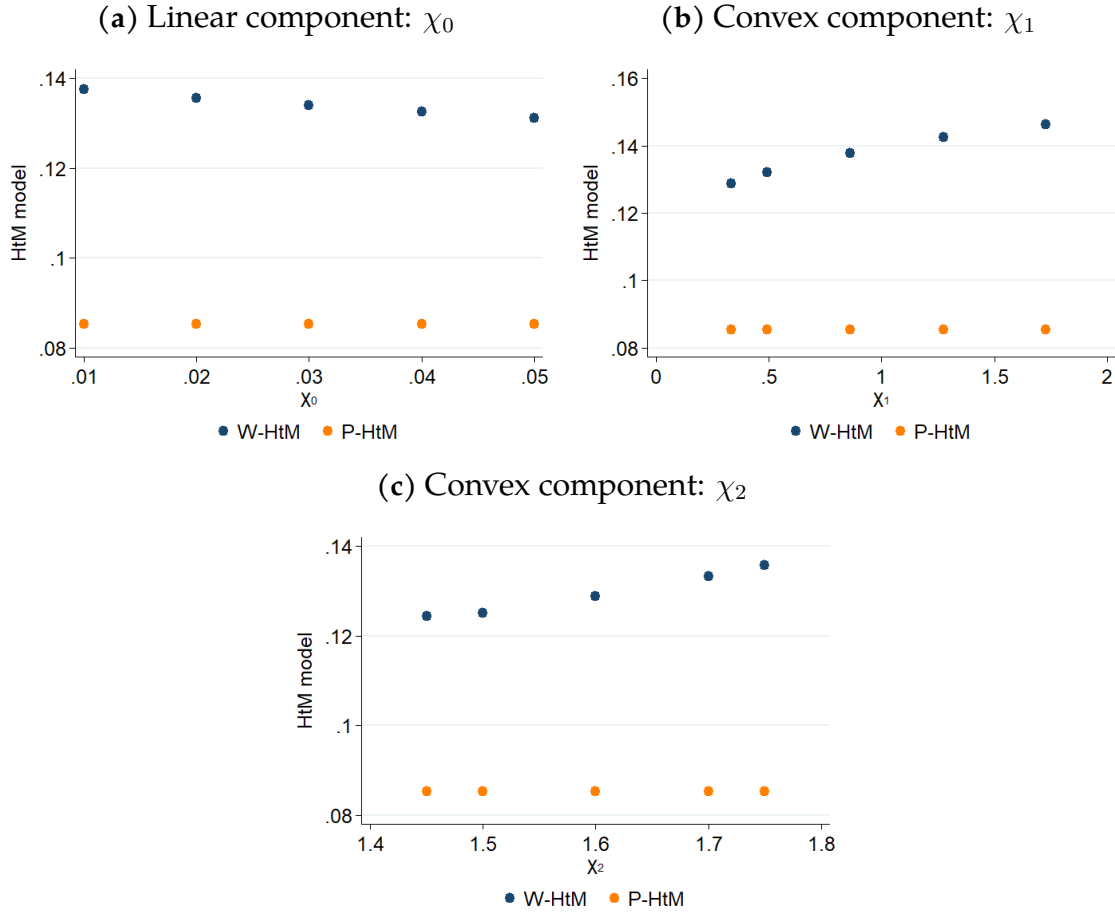 (a) Linear component: χ0
.14
.12
.1
.08
HtM model
.01 .02 .03 .04 .05
χ0
W-HtM P-HtM
(b) Convex component: χ1
.16
.14
.12
.1
.08
HtM model
0 .5 1 1.5 2
χ1
W-HtM P-HtM
(c) Convex component: χ2
.14
.12
.1
.08
HtM model
1.4 1.5 1.6 1.7 1.8
χ2
W-HtM P-HtM